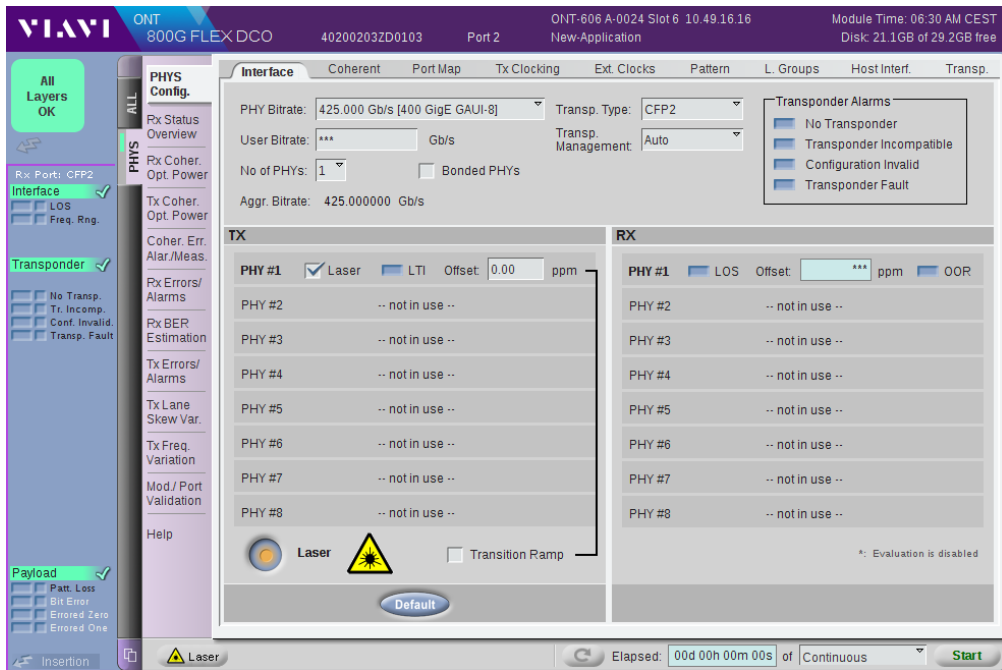 VIAVI
ONT
800G FLEX DCO
40200203ZD0103
Port 2
ONT-606 A-0024 Slot 6 10.49.16.16
New-Application
Module Time: 06:30 AM CEST
Disk: 21.1GB of 29.2GB free
All
Layers
OK
Rx Port: CFP2
Interface
LOS
Freq. Rng.
Transponder
No Transp.
Tr. Incomp.
Conf. Invalid.
Transp. Fault
Payload
Patt. Loss
Bit Error
Errored Zero
Errored One
Insertion
ALL
PHYS
PHYS
Config.
Rx Status
Overview
Rx Coher.
Opt. Power
Tx Coher.
Opt. Power
Coher. Err.
Alar./Meas.
Rx Errors/
Alarms
Rx BER
Estimation
Tx Errors/
Alarms
Tx Lane
Skew Var.
Tx Freq.
Variation
Mod./ Port
Validation
Help
Interface Coherent Port Map Tx Clocking Ext. Clocks Pattern L. Groups Host Interf. Transp.
PHY Bitrate: 425.000 Gb/s [400 GigE GAUI-8]
User Bitrate: *** Gb/s
No of PHYs: 1 Bonded PHYs
Aggr. Bitrate: 425.000000 Gb/s
Transp. Type: CFP2
Transp.
Management: Auto
Transponder Alarms
No Transponder
Transponder Incompatible
Configuration Invalid
Transponder Fault
TX
PHY #1 Laser LTI Offset: 0.00 ppm
PHY #2 -- not in use --
PHY #3 -- not in use --
PHY #4 -- not in use --
PHY #5 -- not in use --
PHY #6 -- not in use --
PHY #7 -- not in use --
PHY #8 -- not in use --
Laser Transition Ramp
Default
RX
PHY #1 LOS Offset: *** ppm OOR
PHY #2 -- not in use --
PHY #3 -- not in use --
PHY #4 -- not in use --
PHY #5 -- not in use --
PHY #6 -- not in use --
PHY #7 -- not in use --
PHY #8 -- not in use --
*: Evaluation is disabled
Laser
Elapsed: 00d 00h 00m 00s of Continuous Start